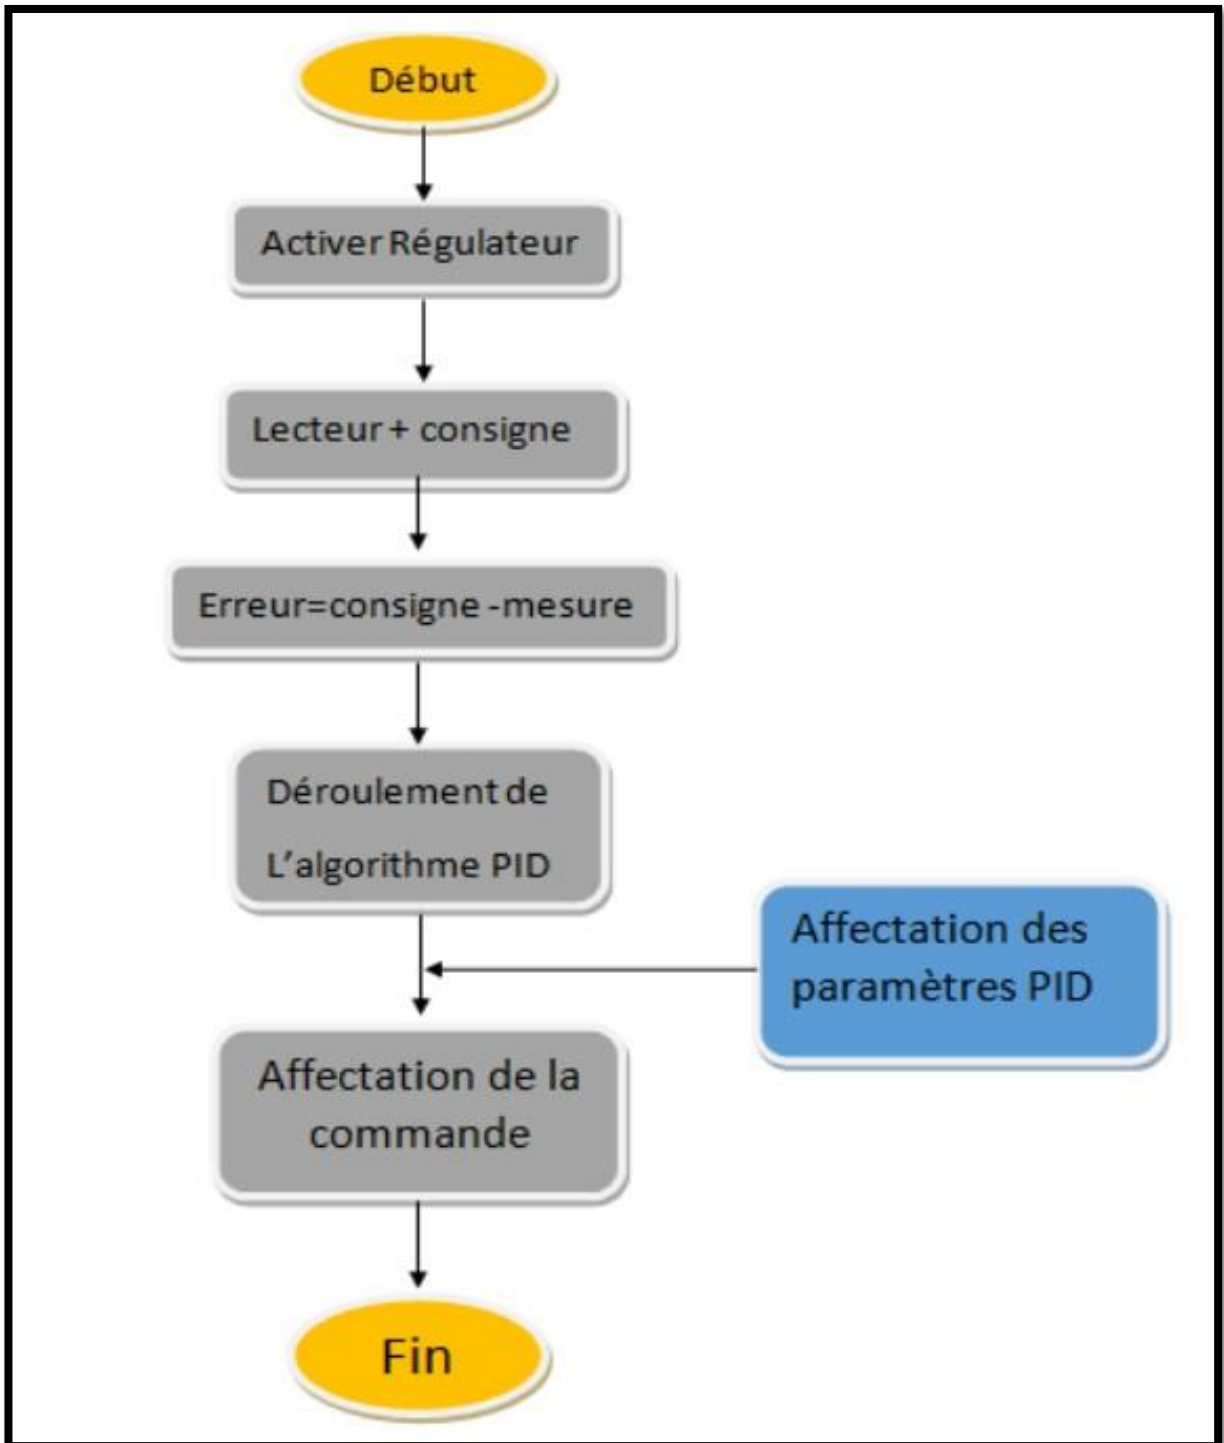 Début
Activer Régulateur
Lecteur + consigne
Erreur=consigne -mesure
Déroulement de
L’algorithme PID
Affectation des
paramètres PID
Affectation de la
commande
Fin